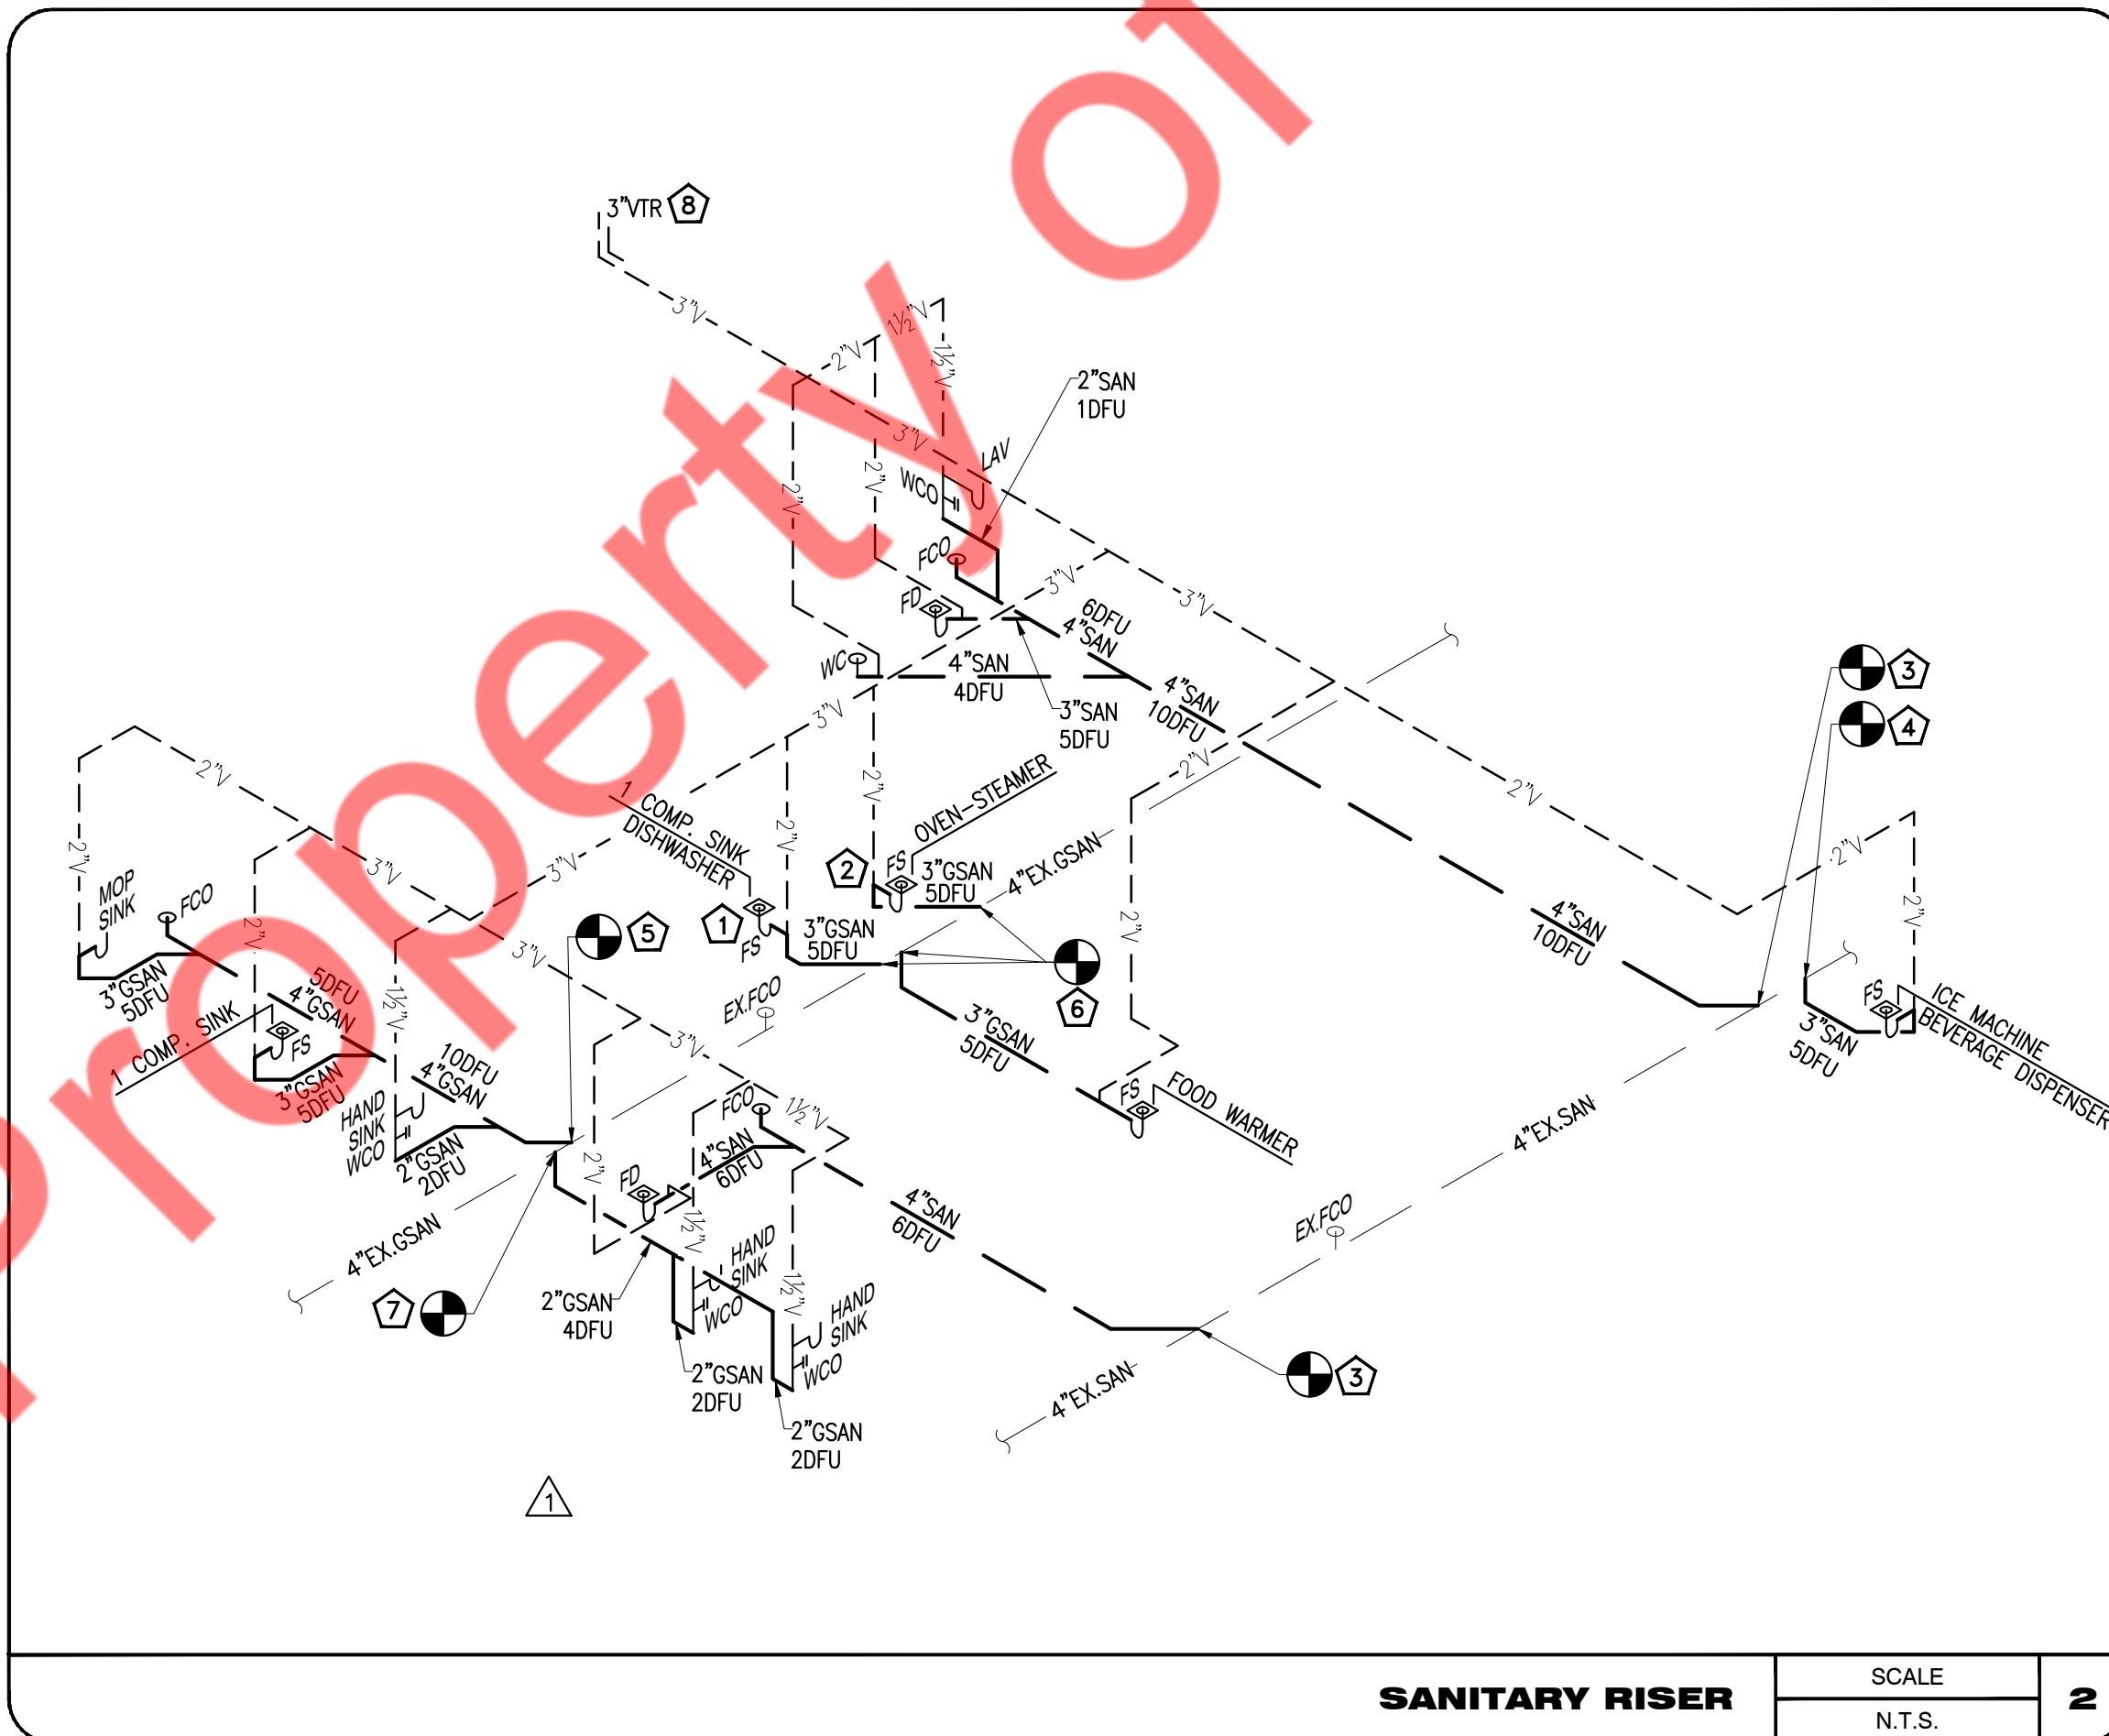 Property of
3"VTR
8
3"V
2"V
1½"V
1½"V
2"SAN
1DFU
3"V
LAV
WCO
2"V
2"V
FCO
FD
3"V
3"V
6DFU
4"SAN
WC
4"SAN
4DFU
3"SAN
5DFU
4"SAN
10DFU
3
4
3"V
2"V
2"V
2"V
2"V
1 COMP. SINK
DISHWASHER
2"V
2"V
OVEN-STEAMER
2
FS
3"GSAN
5DFU
4"EX.GSAN
2"V
3"V
3"V
2"V
MOP
SINK
FCO
2"V
1
FS
3"GSAN
5DFU
5
3"V
2"V
2"V
4"SAN
10DFU
3"GSAN
5DFU
5DFU
4"GSAN
1½"V
EX.FCO
6
3"GSAN
5DFU
FS
ICE MACHINE
BEVERAGE DISPENSER
3"SAN
5DFU
1 COMP. SINK
FS
3"GSAN
5DFU
10DFU
4"GSAN
3"V
FCO
1½"V
FS
FOOD WARMER
4"EX.SAN
HAND
SINK
WCO
2"GSAN
2DFU
2"V
4"SAN
6DFU
FD
1½"V
4"SAN
6DFU
EX.FCO
4"EX.GSAN
HAND
SINK
WCO
1½"V
HAND
SINK
WCO
7
2"GSAN
4DFU
2"GSAN
2DFU
3
4"EX.SAN
2"GSAN
2DFU
1
SANITARY RISER
SCALE
N.T.S.
2